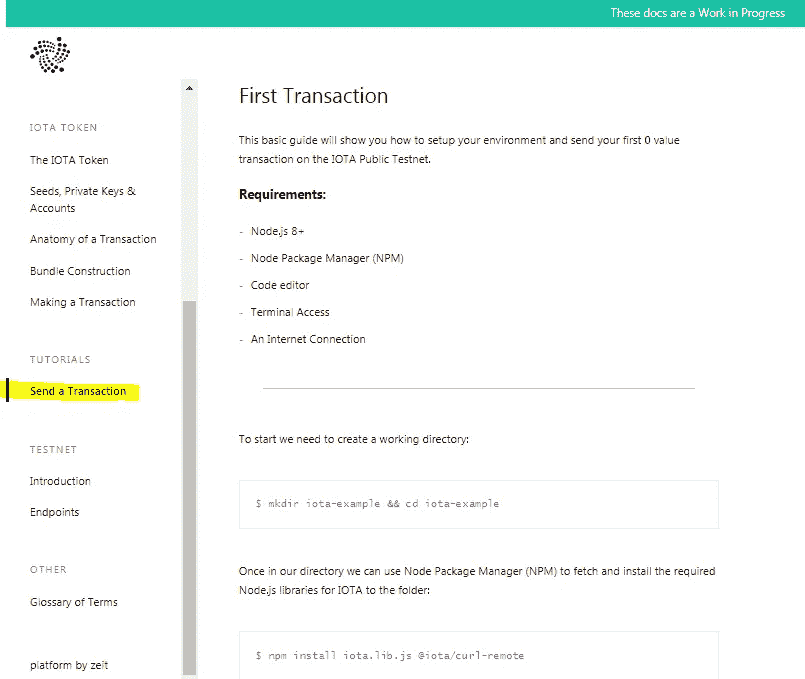 These docs are a Work in Progress
IOTA TOKEN
The IOTA Token
Seeds, Private Keys &
Accounts
Anatomy of a Transaction
Bundle Construction
Making a Transaction
TUTORIALS
Send a Transaction
TESTNET
Introduction
Endpoints
OTHER
Glossary of Terms
platform by zeit
First Transaction
This basic guide will show you how to setup your environment and send your first 0 value
transaction on the IOTA Public Testnet.
Requirements:
- Node.js 8+
- Node Package Manager (NPM)
- Code editor
- Terminal Access
- An Internet Connection
To start we need to create a working directory:
$ mkdir iota-example && cd iota-example
Once in our directory we can use Node Package Manager (NPM) to fetch and install the required
Node.js libraries for IOTA to the folder:
$ npm install iota.lib.js @iota/curl-remote